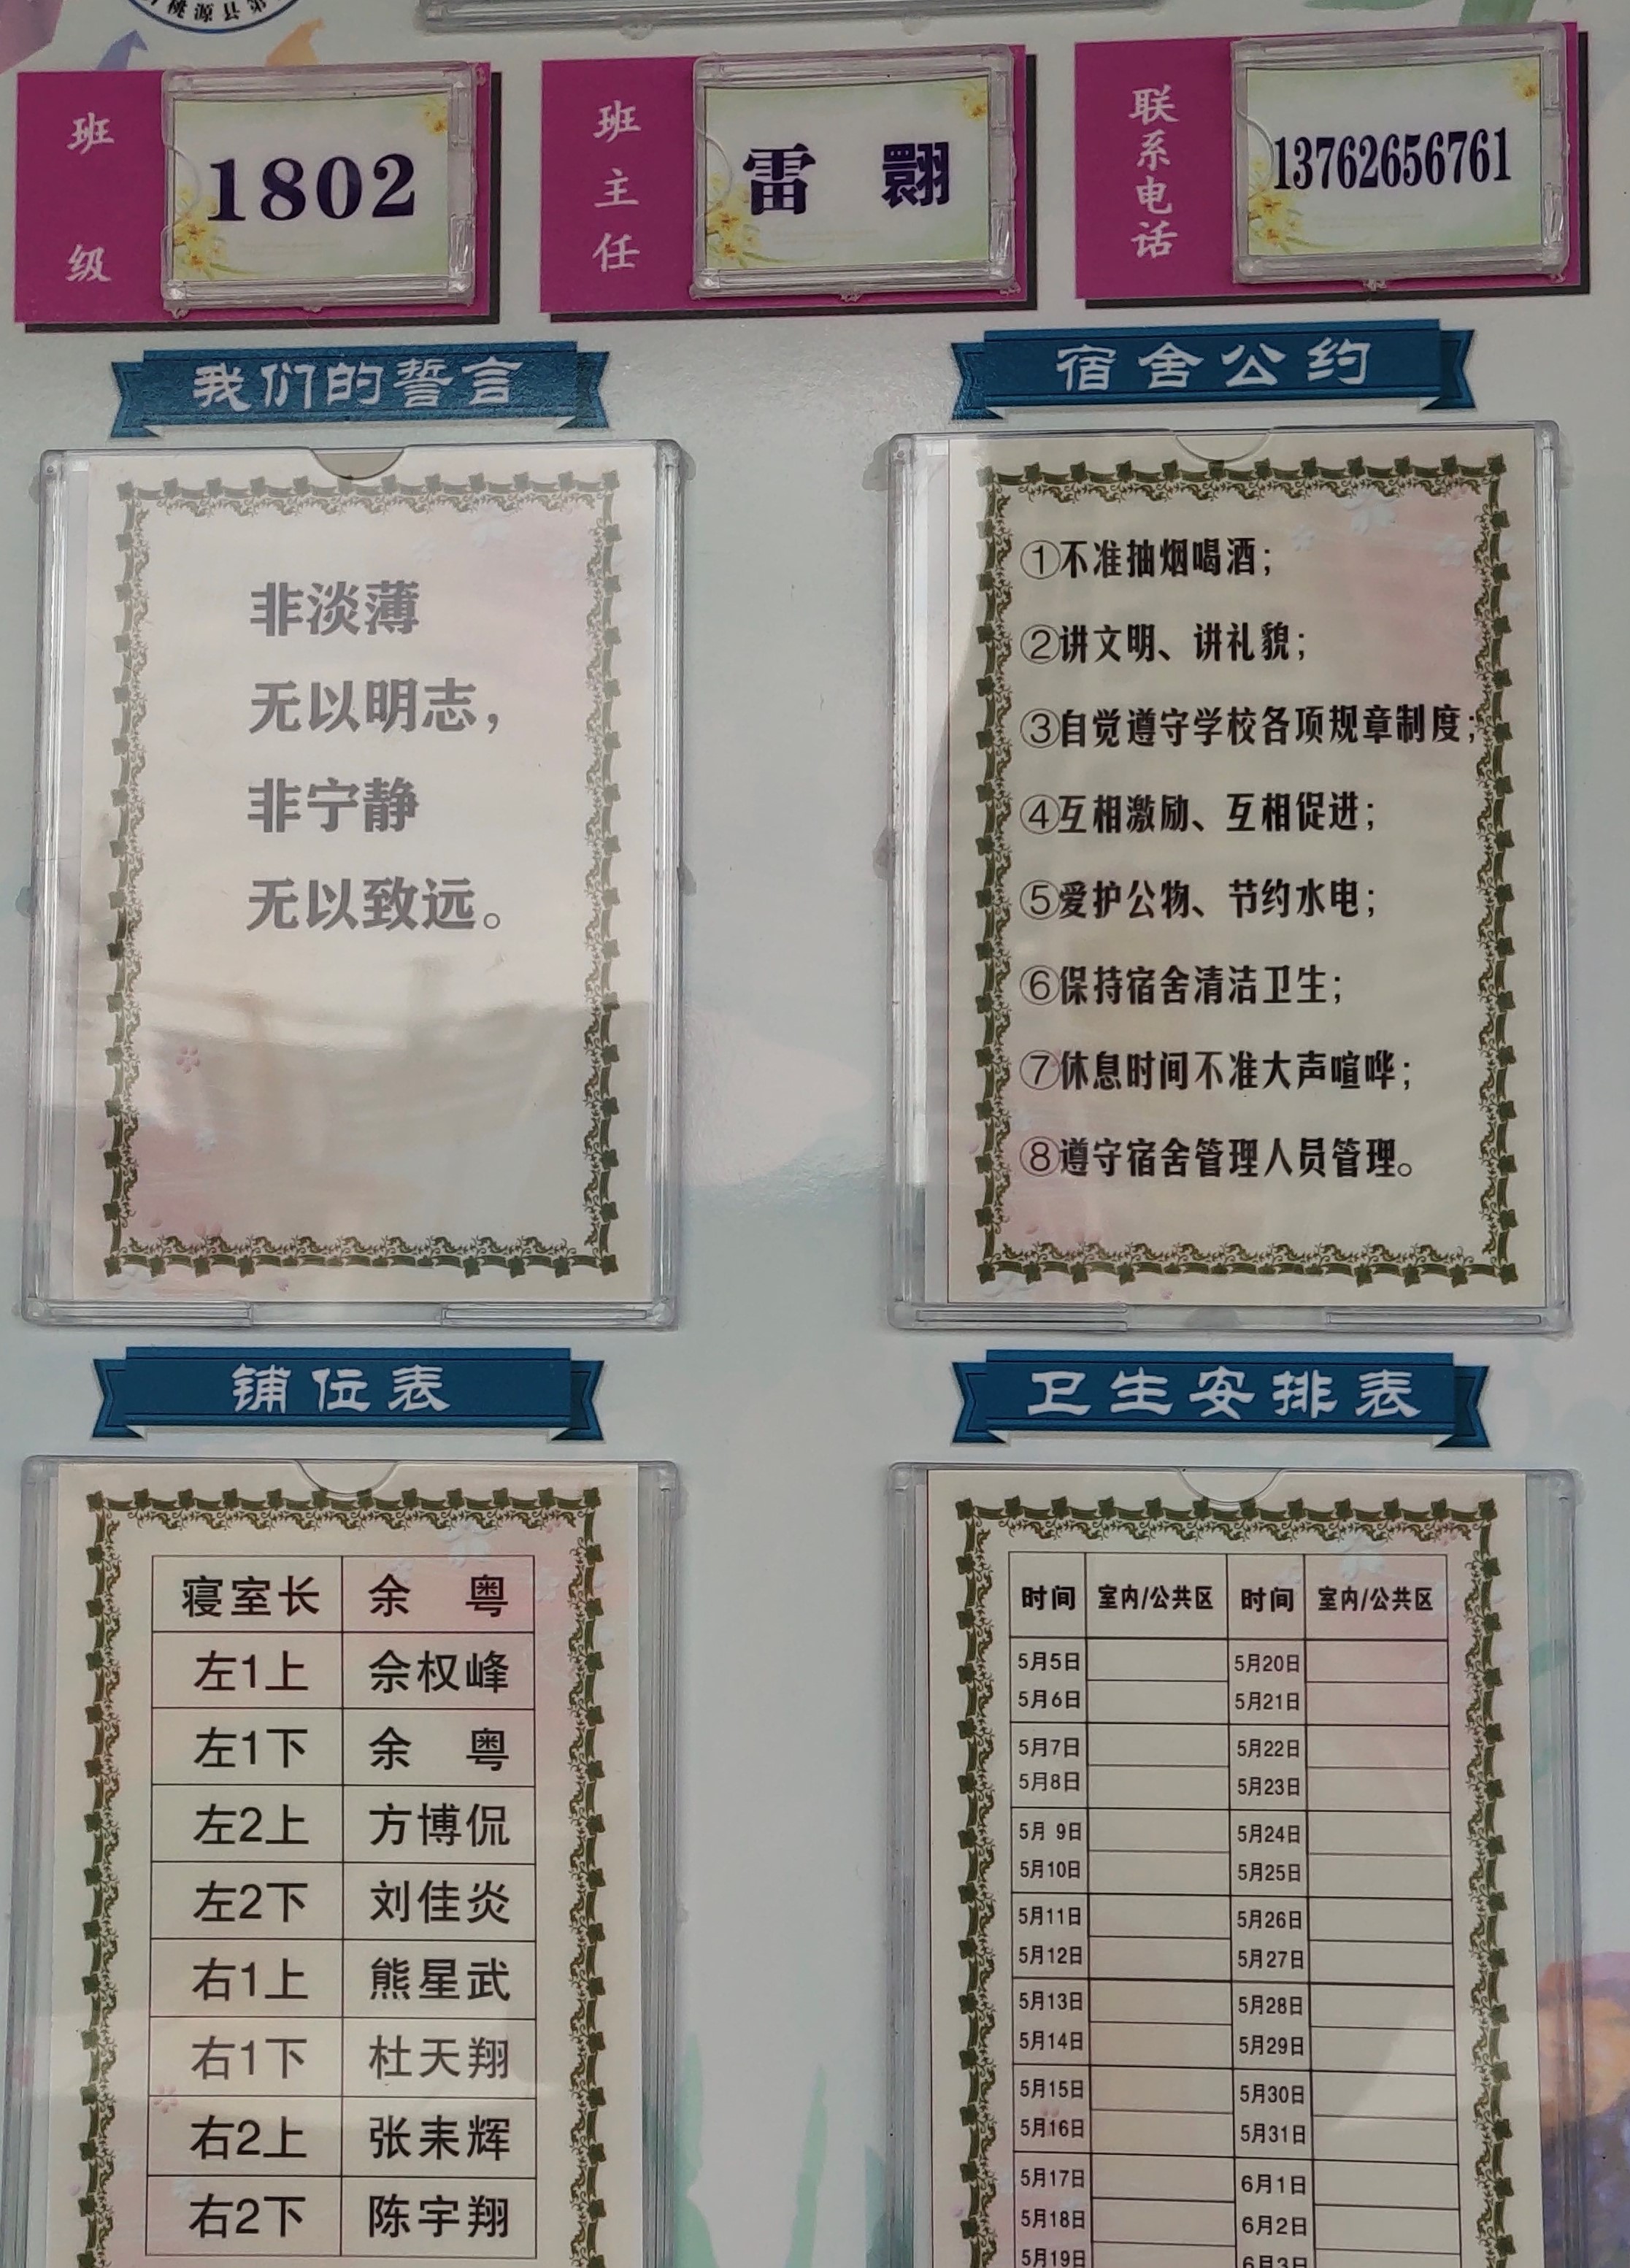 桃源县
班级
1802
班主任
雷 翾
联系电话
13762656761
我们的誓言
非淡薄
无以明志，
非宁静
无以致远。
宿舍公约
①不准抽烟喝酒；
②讲文明、讲礼貌；
③自觉遵守学校各项规章制度；
④互相激励、互相促进；
⑤爱护公物、节约水电；
⑥保持宿舍清洁卫生；
⑦休息时间不准大声喧哗；
⑧遵守宿舍管理人员管理。
铺位表
寝室长 余 粤
左1上 佘权峰
左1下 余 粤
左2上 方博侃
左2下 刘佳炎
右1上 熊星武
右1下 杜天翔
右2上 张耒辉
右2下 陈宇翔
卫生安排表
时间 室内/公共区 时间 室内/公共区
5月5日 5月20日
5月6日 5月21日
5月7日 5月22日
5月8日 5月23日
5月 9日 5月24日
5月10日 5月25日
5月11日 5月26日
5月12日 5月27日
5月13日 5月28日
5月14日 5月29日
5月15日 5月30日
5月16日 5月31日
5月17日 6月1日
5月18日 6月2日
5月19日 6月3日